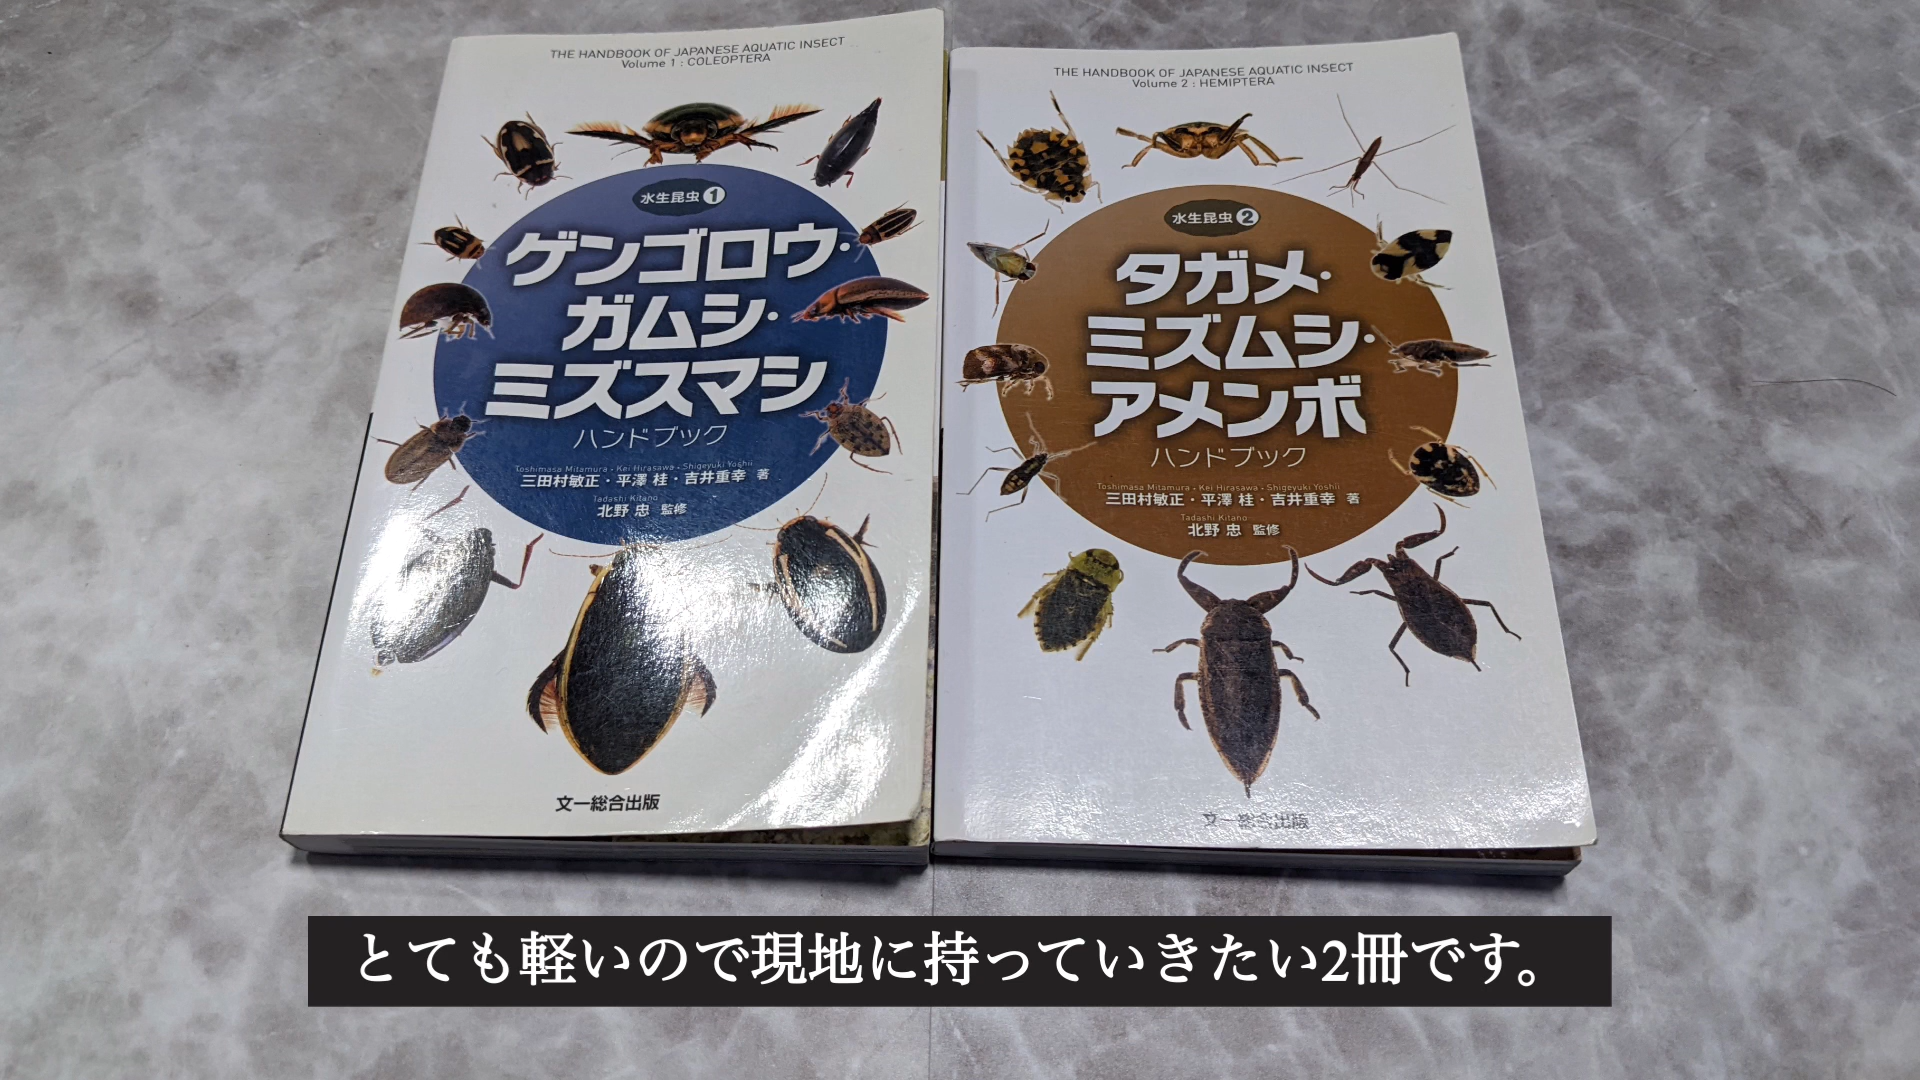 THE HANDBOOK OF JAPANESE AQUATIC INSECT
Volume 1 : COLEOPTERA
水生昆虫 1
ゲンゴロウ・
ガムシ・
ミズスマシ
ハンドブック
Toshimasa Mitamura・Kei Hirasawa・Shigeyuki Yoshii
三田村敏正・平澤 桂・吉井重幸 著
Tadashi Kitano
北野 忠 監修
文一総合出版
THE HANDBOOK OF JAPANESE AQUATIC INSECT
Volume 2 : HEMIPTERA
水生昆虫 2
タガメ・
ミズムシ・
アメンボ
ハンドブック
Toshimasa Mitamura・Kei Hirasawa・Shigeyuki Yoshii
三田村敏正・平澤 桂・吉井重幸 著
Tadashi Kitano
北野 忠 監修
文一総合出版
とても軽いので現地に持っていきたい2冊です。